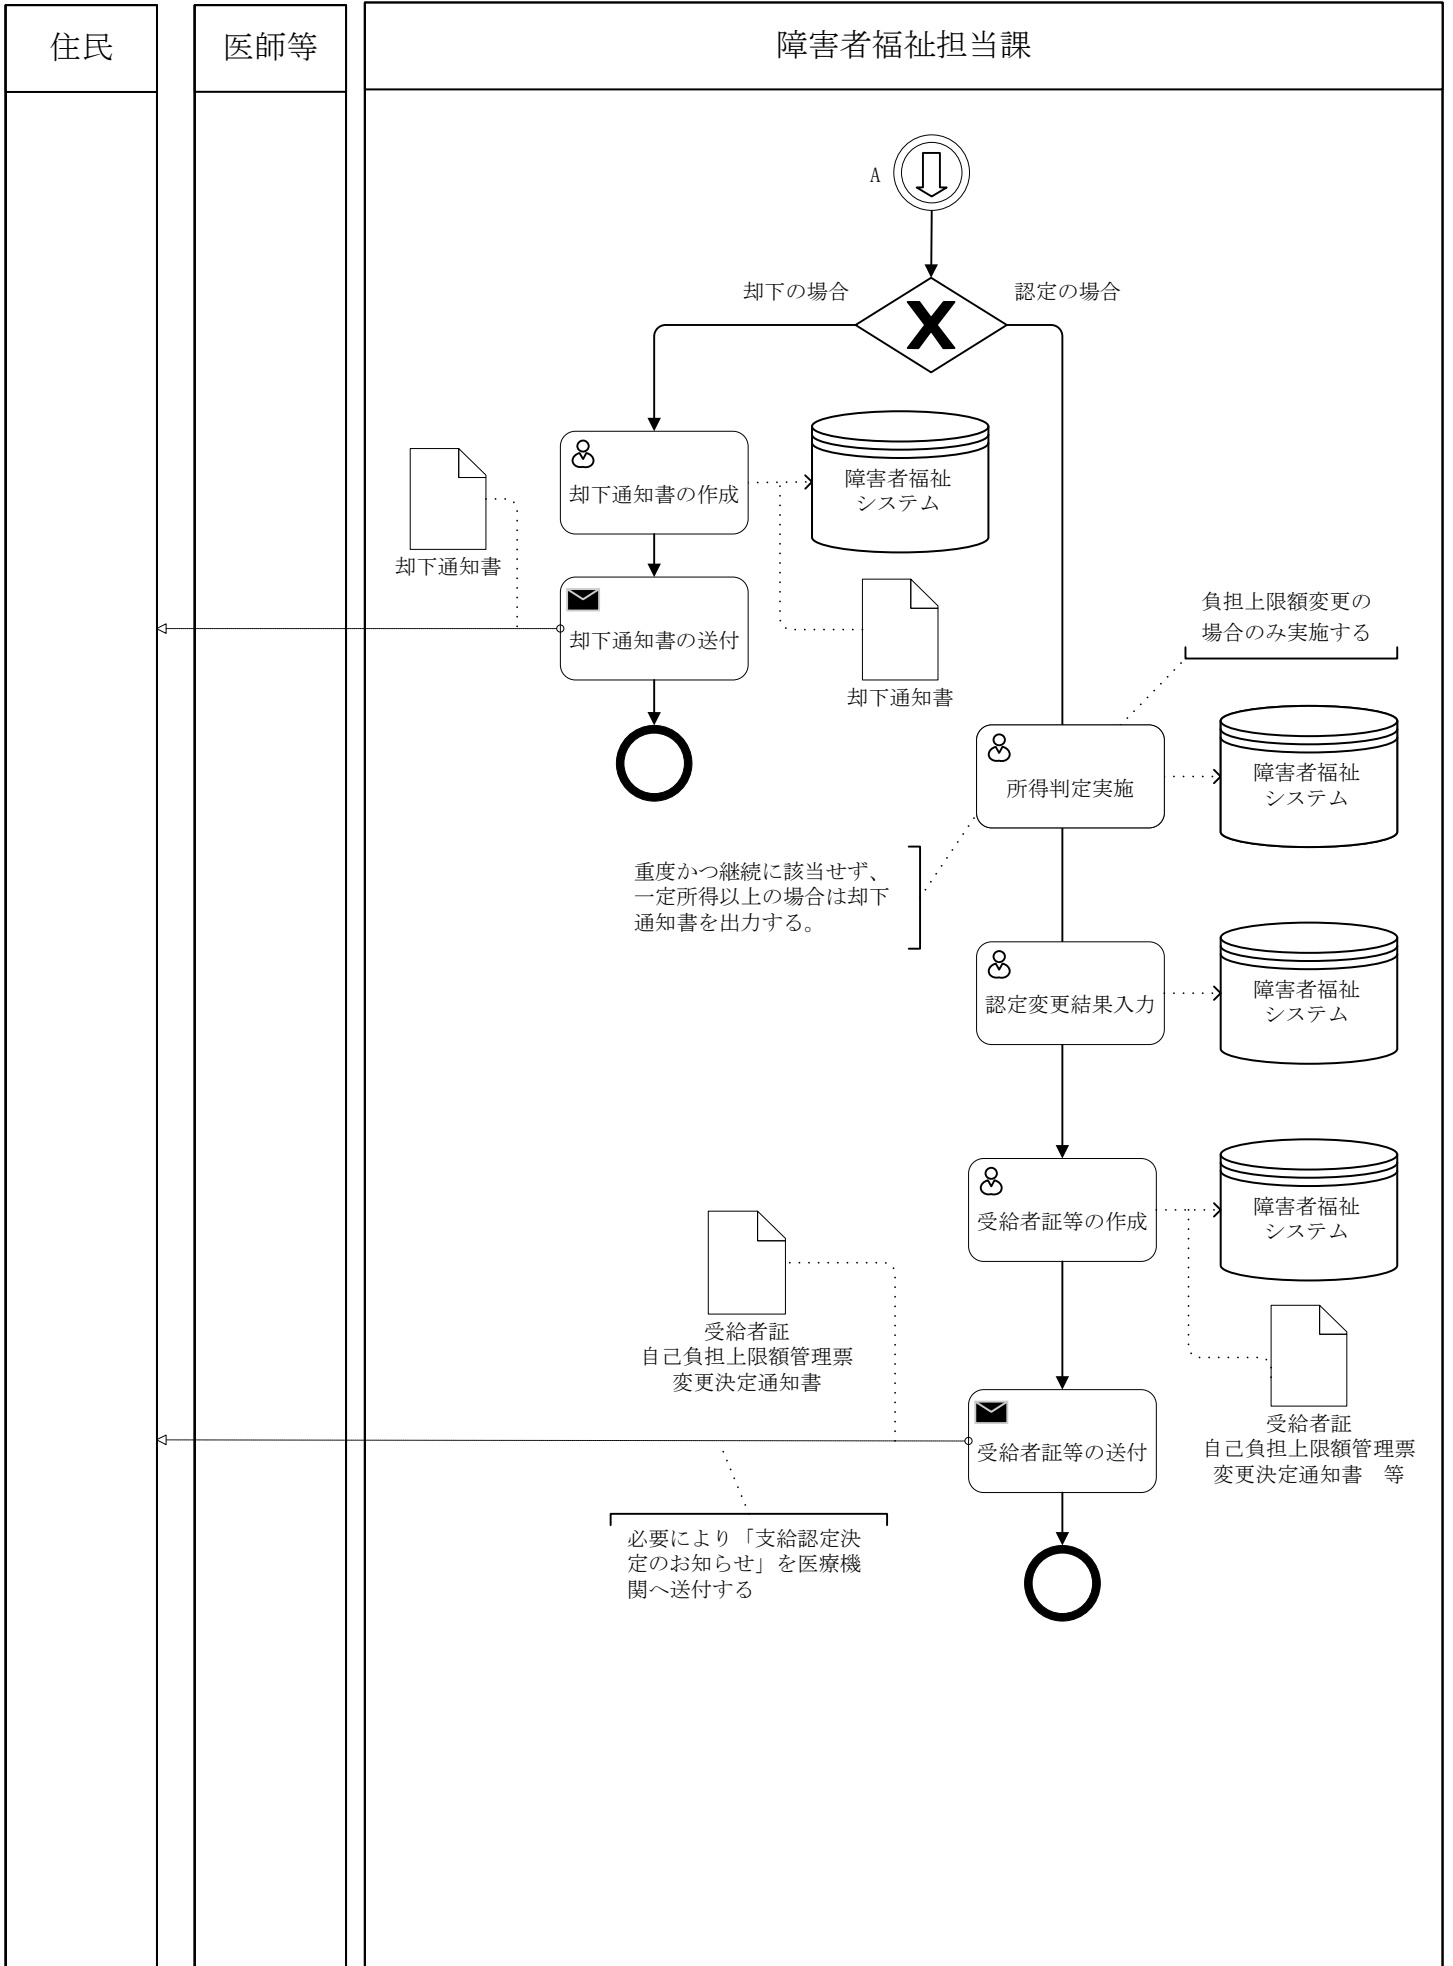 住民
医師等
障害者福祉担当課
A
却下の場合
認定の場合
却下通知書の作成
障害者福祉
システム
却下通知書
却下通知書の送付
却下通知書
負担上限額変更の
場合のみ実施する
所得判定実施
障害者福祉
システム
重度かつ継続に該当せず、
一定所得以上の場合は却下
通知書を出力する。
認定変更結果入力
障害者福祉
システム
受給者証等の作成
障害者福祉
システム
受給者証
自己負担上限額管理票
変更決定通知書
受給者証
自己負担上限額管理票
変更決定通知書　等
受給者証等の送付
必要により「支給認定決
定のお知らせ」を医療機
関へ送付する